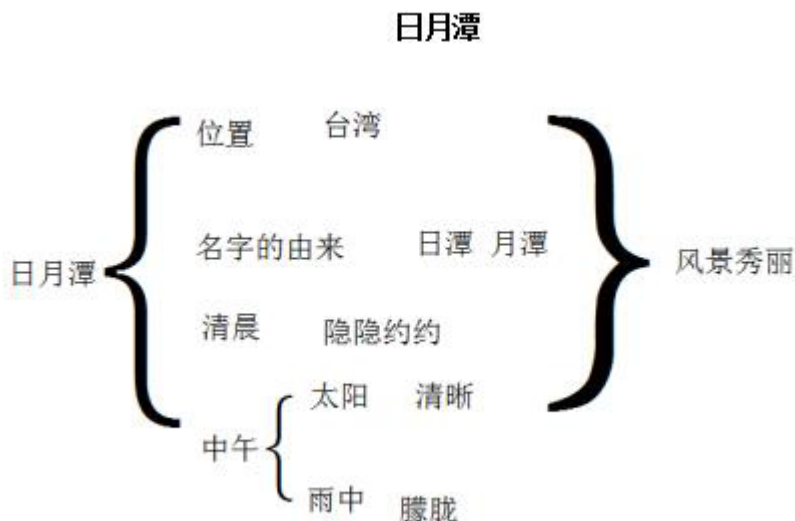 日月潭
位置 台湾
名字的由来 日潭 月潭
日月潭
风景秀丽
清晨 隐隐约约
太阳 清晰
中午
雨中 朦胧